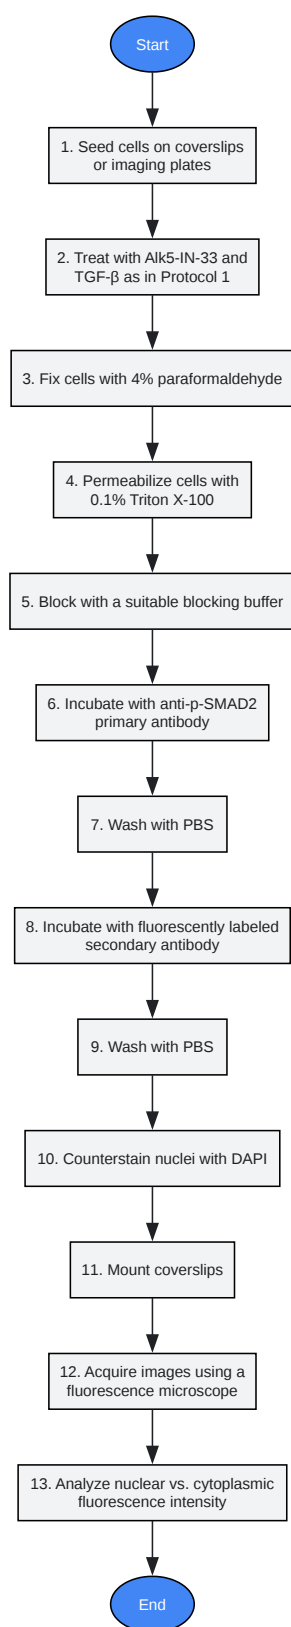 Start
1. Seed cells on coverslips
or imaging plates
2. Treat with Alk5-IN-33 and
TGF-β as in Protocol 1
3. Fix cells with 4% paraformaldehyde
4. Permeabilize cells with
0.1% Triton X-100
5. Block with a suitable blocking buffer
6. Incubate with anti-p-SMAD2
primary antibody
7. Wash with PBS
8. Incubate with fluorescently labeled
secondary antibody
9. Wash with PBS
10. Counterstain nuclei with DAPI
11. Mount coverslips
12. Acquire images using a
fluorescence microscope
13. Analyze nuclear vs. cytoplasmic
fluorescence intensity
End